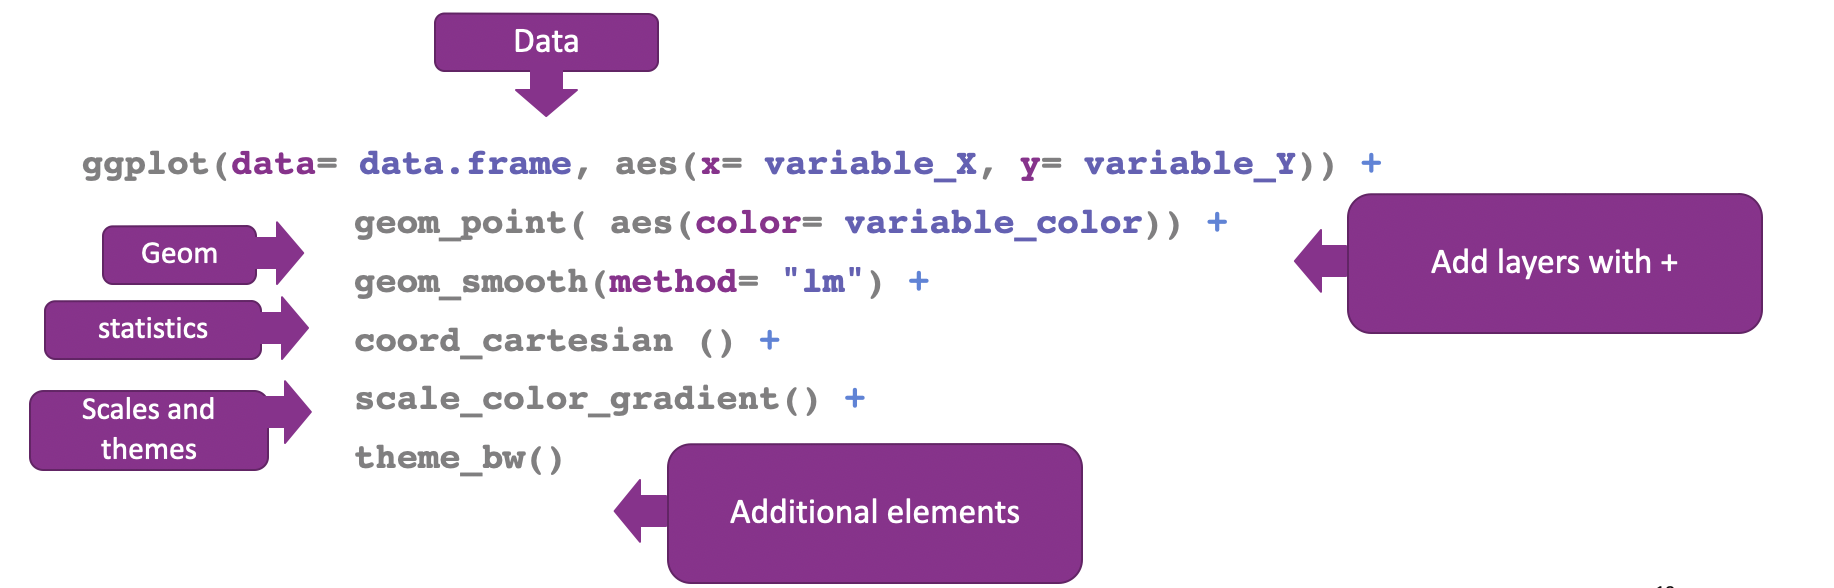 Data
ggplot(data= data.frame, aes(x= variable_X, y= variable_Y)) +
geom_point( aes(color= variable_color)) +
Geom
Add layers with +
geom_smooth(method= "lm") +
statistics
coord_cartesian () +
scale_color_gradient() +
Scales and
themes
theme_bw()
Additional elements